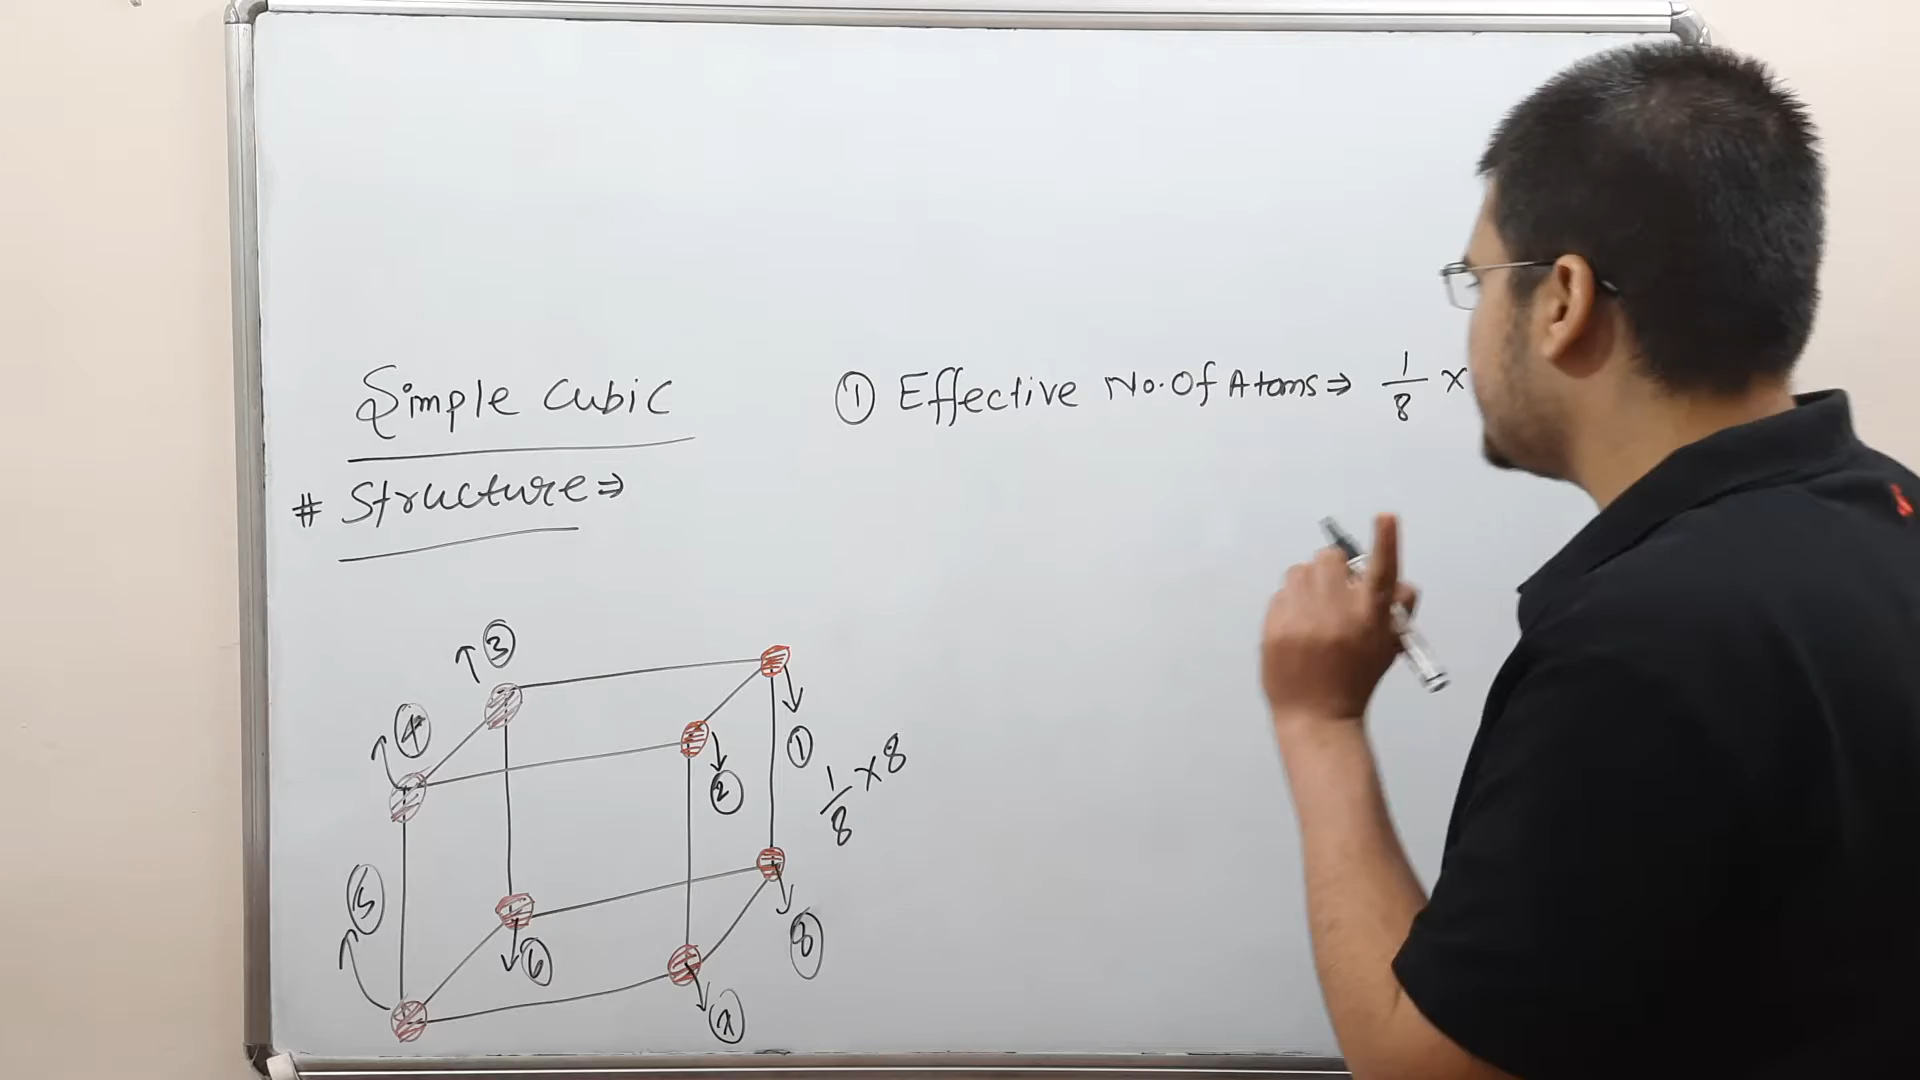 Simple Cubic
# Structure ⇒
① Effective No. Of Atoms ⇒ 1/8 ×
③
④
①
②
1/8 × 8
⑤
⑥
⑧